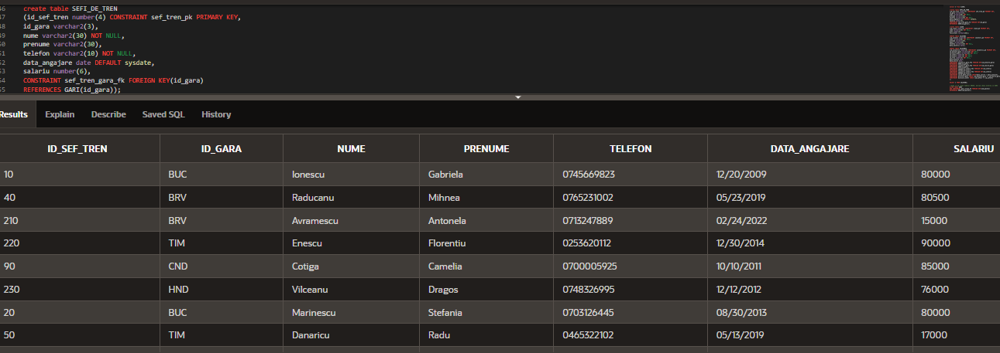 46 create table SEFI_DE_TREN
47 (id_sef_tren number(4) CONSTRAINT sef_tren_pk PRIMARY KEY,
48 id_gara varchar2(3),
49 nume varchar2(30) NOT NULL,
50 prenume varchar2(30),
51 telefon varchar2(10) NOT NULL,
52 data_angajare date DEFAULT sysdate,
53 salariu number(6),
54 CONSTRAINT sef_tren_gara_fk FOREIGN KEY(id_gara)
55 REFERENCES GARI(id_gara));
Results Explain Describe Saved SQL History
ID_SEF_TREN ID_GARA NUME PRENUME TELEFON DATA_ANGAJARE SALARIU
10 BUC Ionescu Gabriela 0745669823 12/20/2009 80000
40 BRV Raducanu Mihnea 0765231002 05/23/2019 80500
210 BRV Avramescu Antonela 0713247889 02/24/2022 15000
220 TIM Enescu Florentiu 0253620112 12/30/2014 90000
90 CND Cotiga Camelia 0700005925 10/10/2011 85000
230 HND Vilceanu Dragos 0748326995 12/12/2012 76000
20 BUC Marinescu Stefania 0703126445 08/30/2013 80000
50 TIM Danaricu Radu 0465322102 05/13/2019 17000